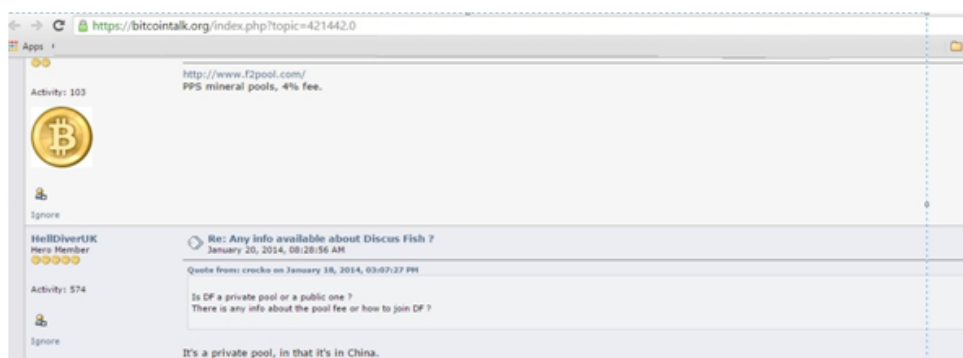 https://bitcointalk.org/index.php?topic=421442.0
Apps
http://www.f2pool.com/
PPS mineral pools, 4% fee.
Activity: 103
Ignore
HellDiverUK
Hero Member
Re: Any info available about Discus Fish ?
January 20, 2014, 08:28:56 AM
Quote from: crocko on January 18, 2014, 03:07:27 PM
Activity: 574
Is DF a private pool or a public one ?
There is any info about the pool fee or how to join DF ?
Ignore
It's a private pool, in that it's in China.